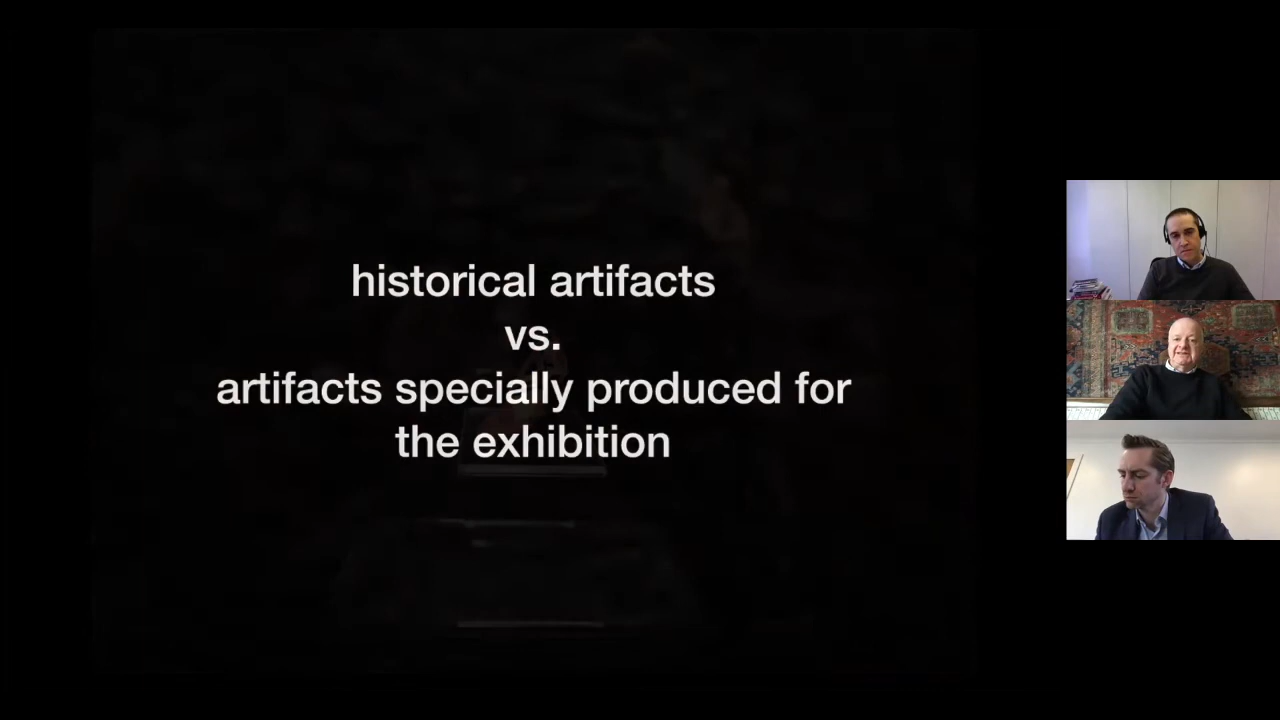 historical artifacts
vs.
artifacts specially produced for
the exhibition